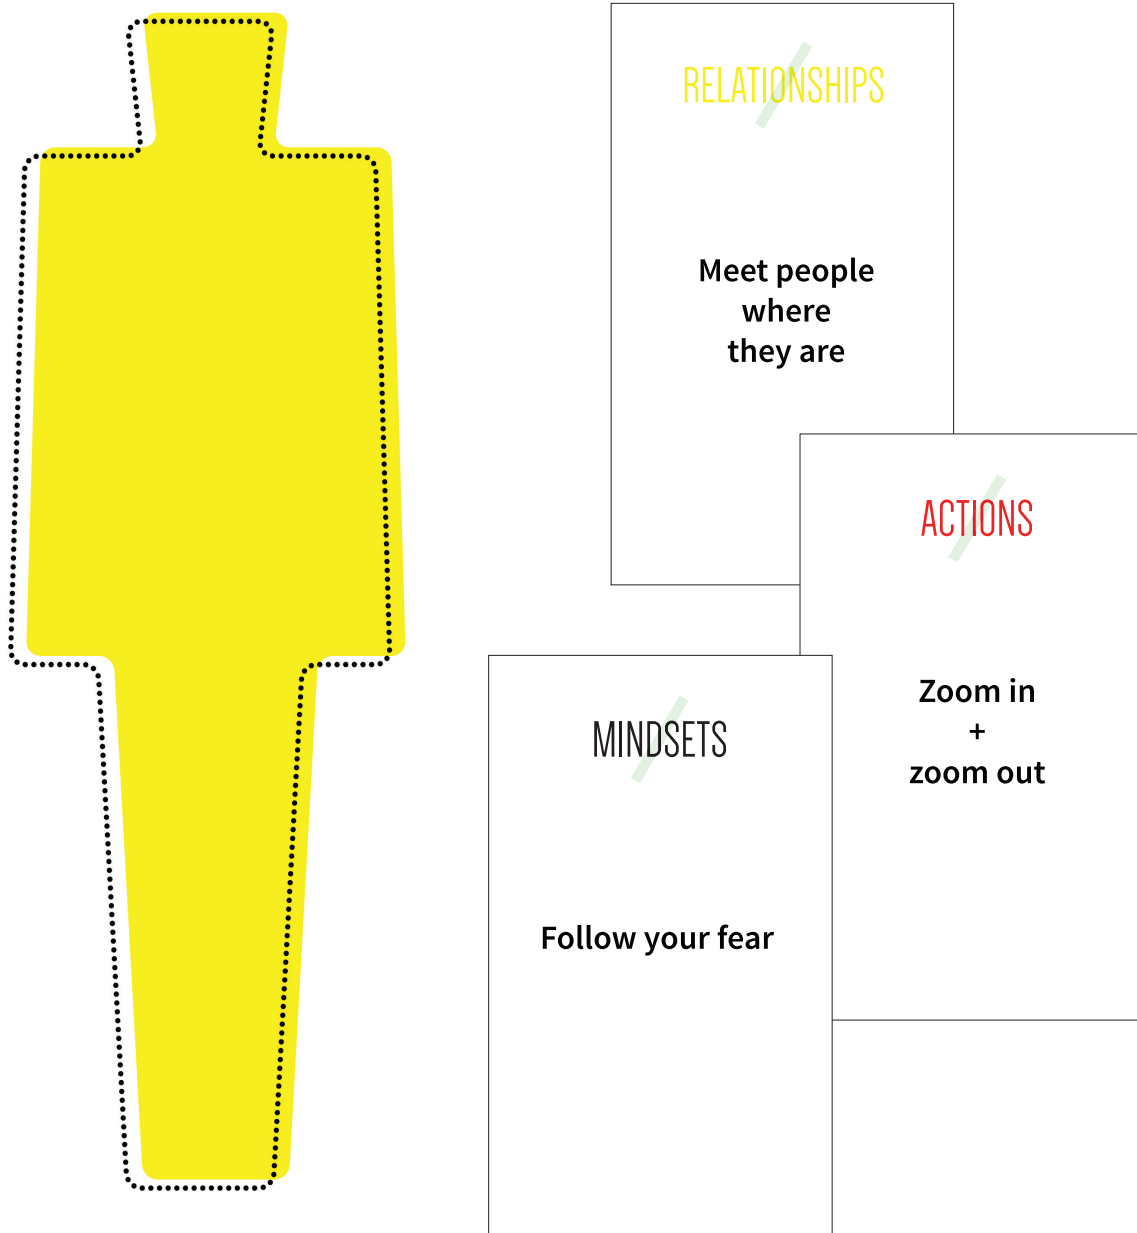 RELATIONSHIPS
Meet people
where
they are
ACTIONS
Zoom in
+
zoom out
MINDSETS
Follow your fear